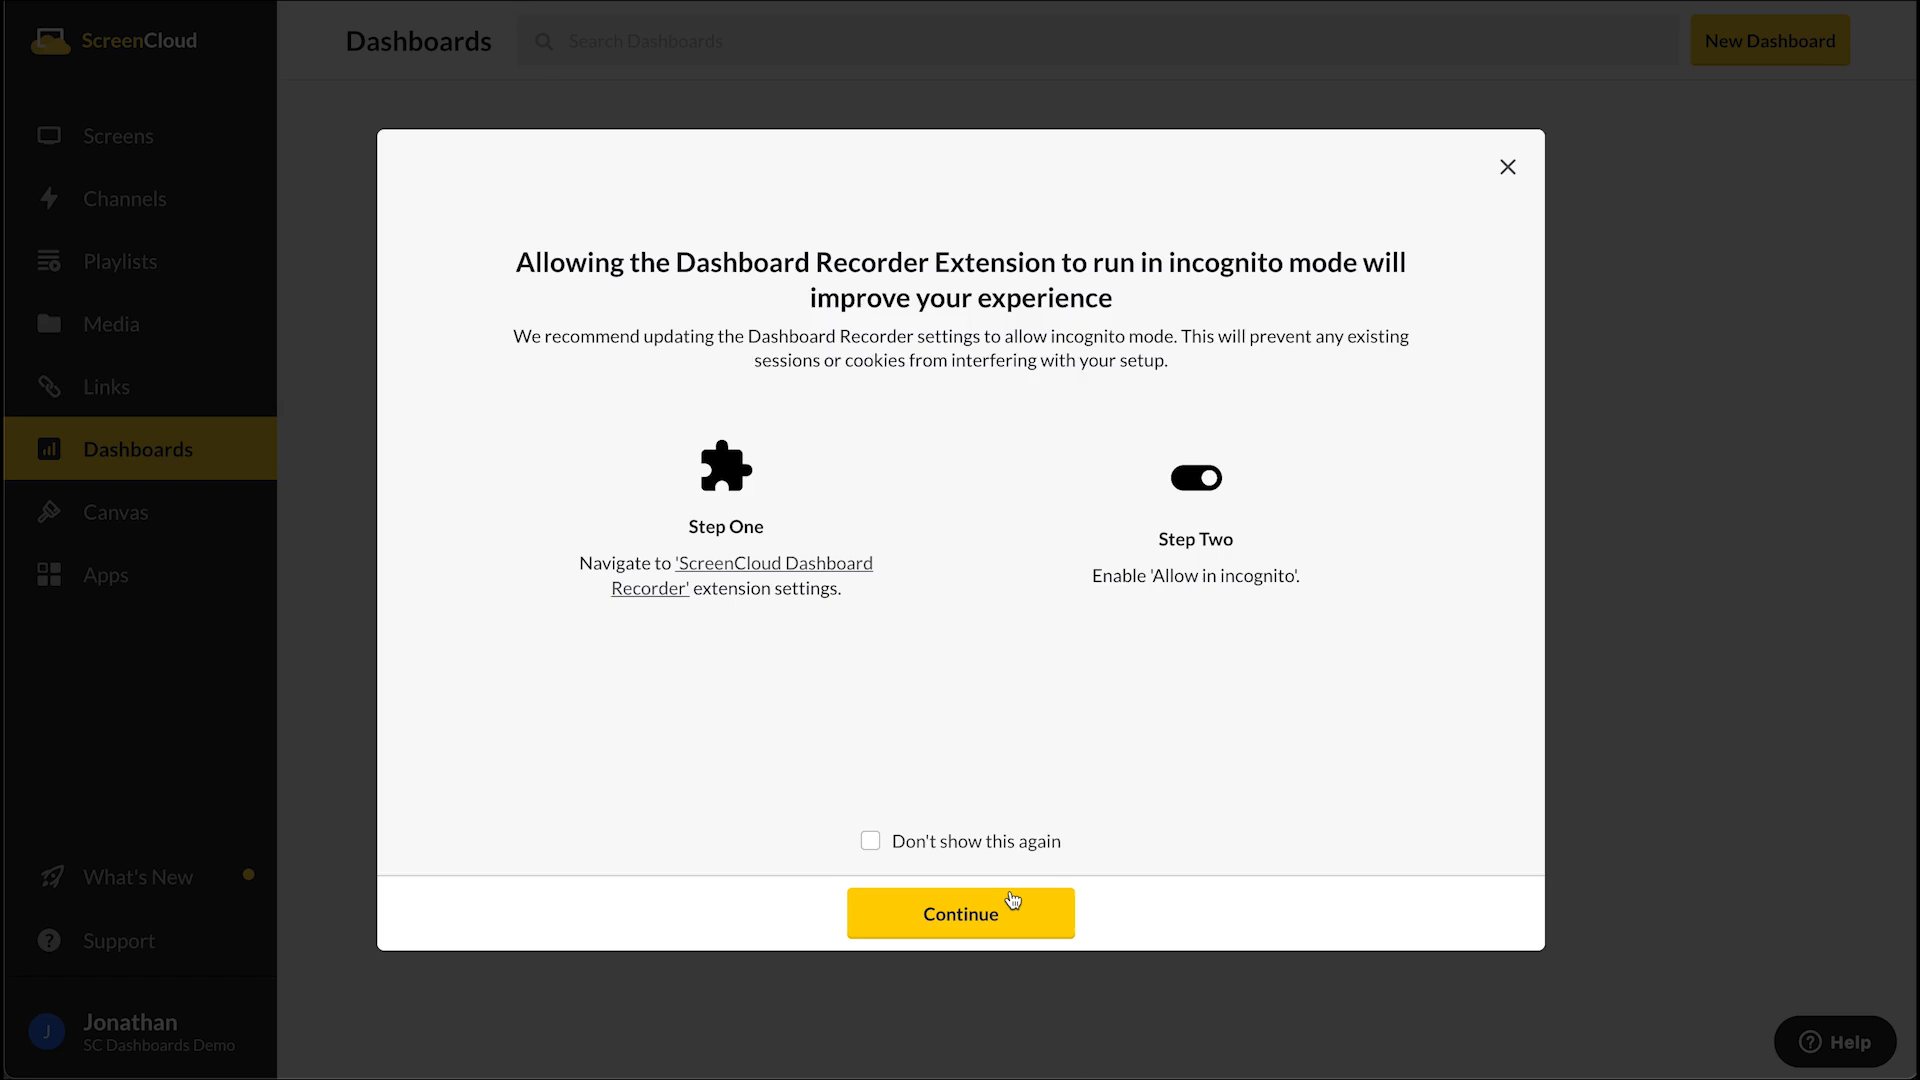 ScreenCloud
Dashboards
Search Dashboards
New Dashboard
Screens
Channels
Playlists
Media
Links
Dashboards
Canvas
Apps
What's New
Support
J
Jonathan
SC Dashboards Demo
Allowing the Dashboard Recorder Extension to run in incognito mode will
improve your experience
We recommend updating the Dashboard Recorder settings to allow incognito mode. This will prevent any existing
sessions or cookies from interfering with your setup.
Step One
Navigate to 'ScreenCloud Dashboard
Recorder' extension settings.
Step Two
Enable 'Allow in incognito'.
Don't show this again
Continue
Help